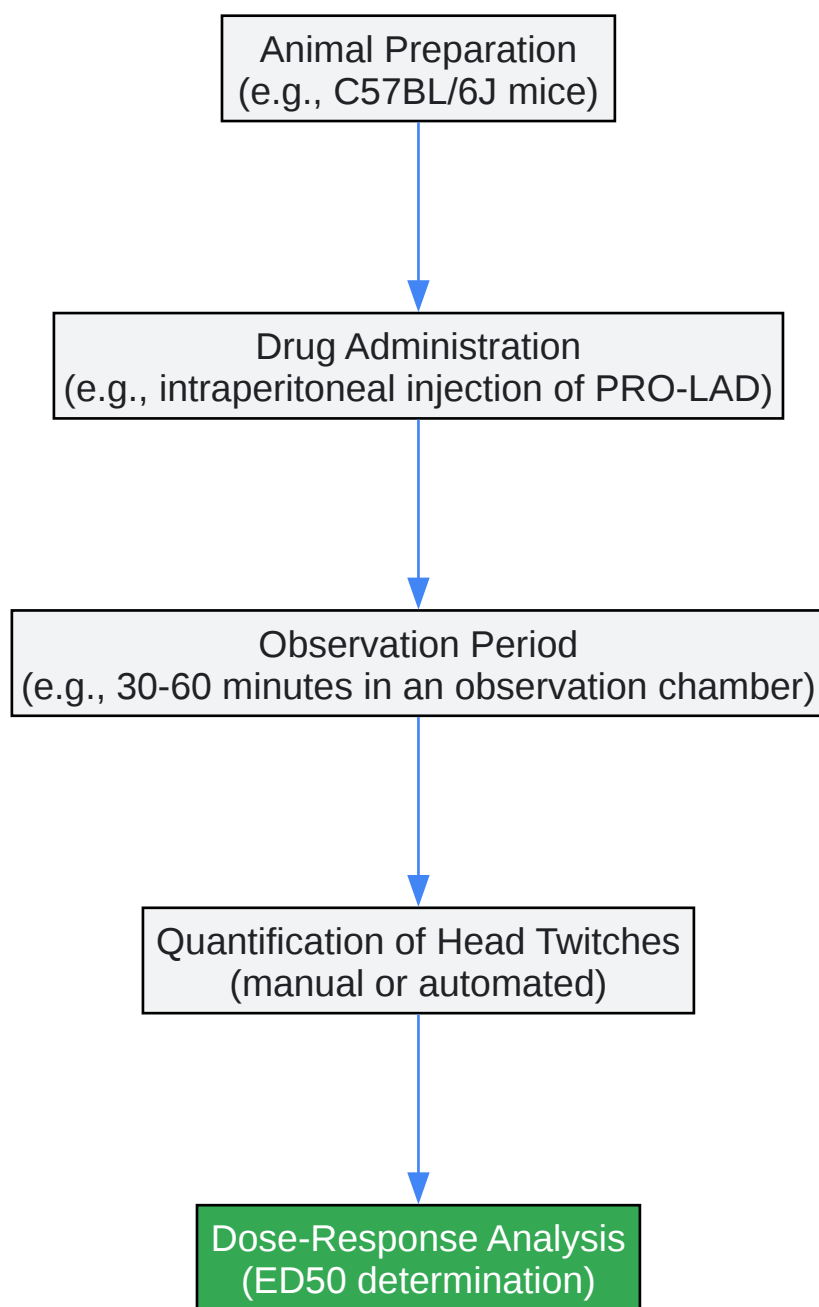 Animal Preparation
(e.g., C57BL/6J mice)
Drug Administration
(e.g., intraperitoneal injection of PRO-LAD)
Observation Period
(e.g., 30-60 minutes in an observation chamber)
Quantification of Head Twitches
(manual or automated)
Dose-Response Analysis
(ED50 determination)